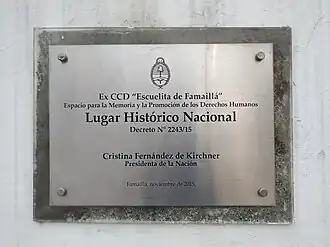 Ex CCD "Escuelita de Famaillá"
Espacio para la Memoria y la Promoción de los Derechos Humanos
Lugar Histórico Nacional
Decreto Nº 2243/15
Cristina Fernández de Kirchner
Presidenta de la Nación
Famaillá, noviembre de 2015.